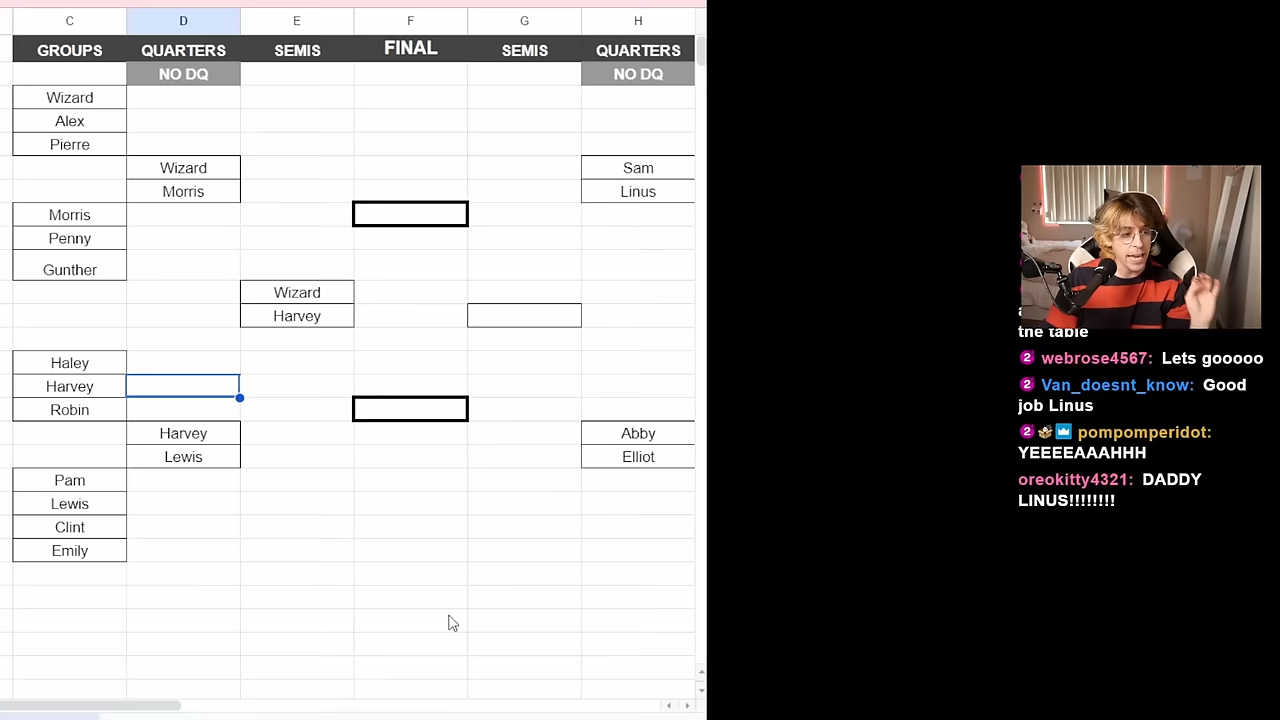 C D E F G H
GROUPS QUARTERS SEMIS FINAL SEMIS QUARTERS
NO DQ NO DQ
Wizard
Alex
Pierre
Wizard Sam
Morris Linus
Morris
Penny
Gunther
Wizard
Harvey
Haley
Harvey
Robin
Harvey Abby
Lewis Elliot
Pam
Lewis
Clint
Emily
the table
webrose4567: Lets gooooo
Van_doesnt_know: Good
job Linus
pompomperidot:
YEEEEAAAHHH
oreokitty4321: DADDY
LINUS!!!!!!!!